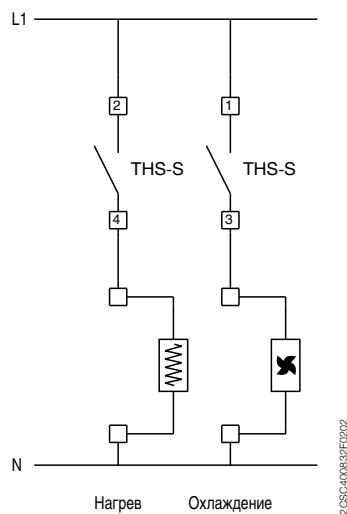 L1
2
1
THS-S
THS-S
4
3
N
Нагрев
Охлаждение
2CSC400832F0202